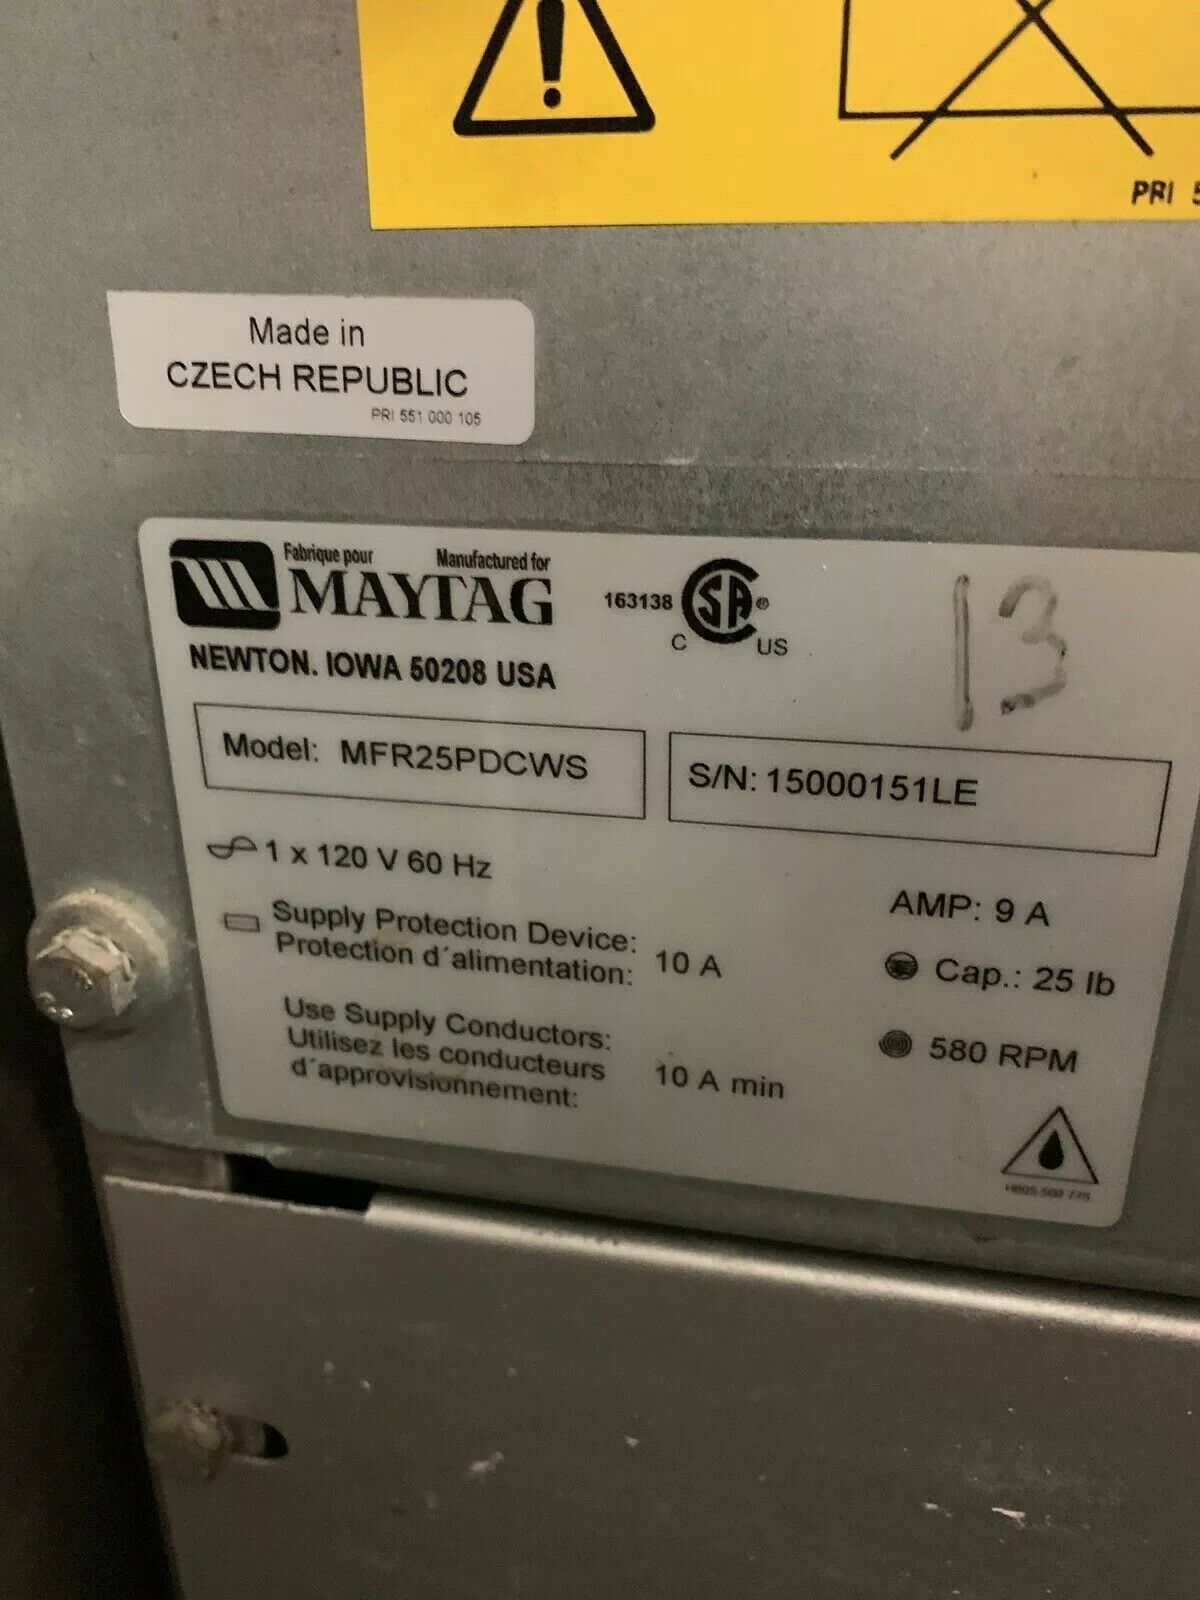 PRI 5
Made in
CZECH REPUBLIC
PRI 551 000 105
Fabrique pour Manufactured for
MAYTAG
NEWTON. IOWA 50208 USA
163138 CSA ®
C US
13
Model: MFR25PDCWS
S/N: 15000151LE
1 x 120 V 60 Hz
AMP: 9 A
Supply Protection Device:
Protection d´alimentation: 10 A
Cap.: 25 lb
Use Supply Conductors:
Utilisez les conducteurs
d´approvisionnement: 10 A min
580 RPM